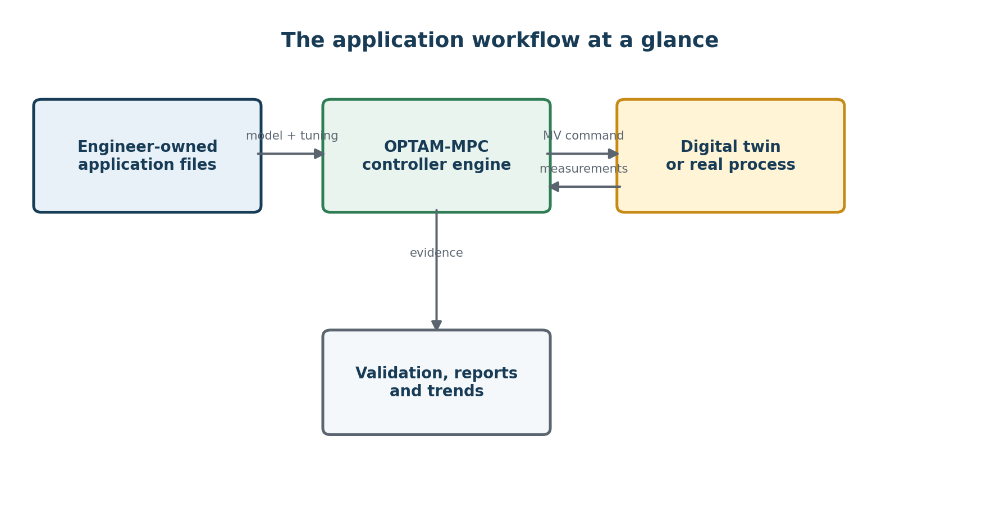 The application workflow at a glance
Engineer-owned
application files
model + tuning
OPTAM-MPC
controller engine
MV command
measurements
Digital twin
or real process
evidence
Validation, reports
and trends